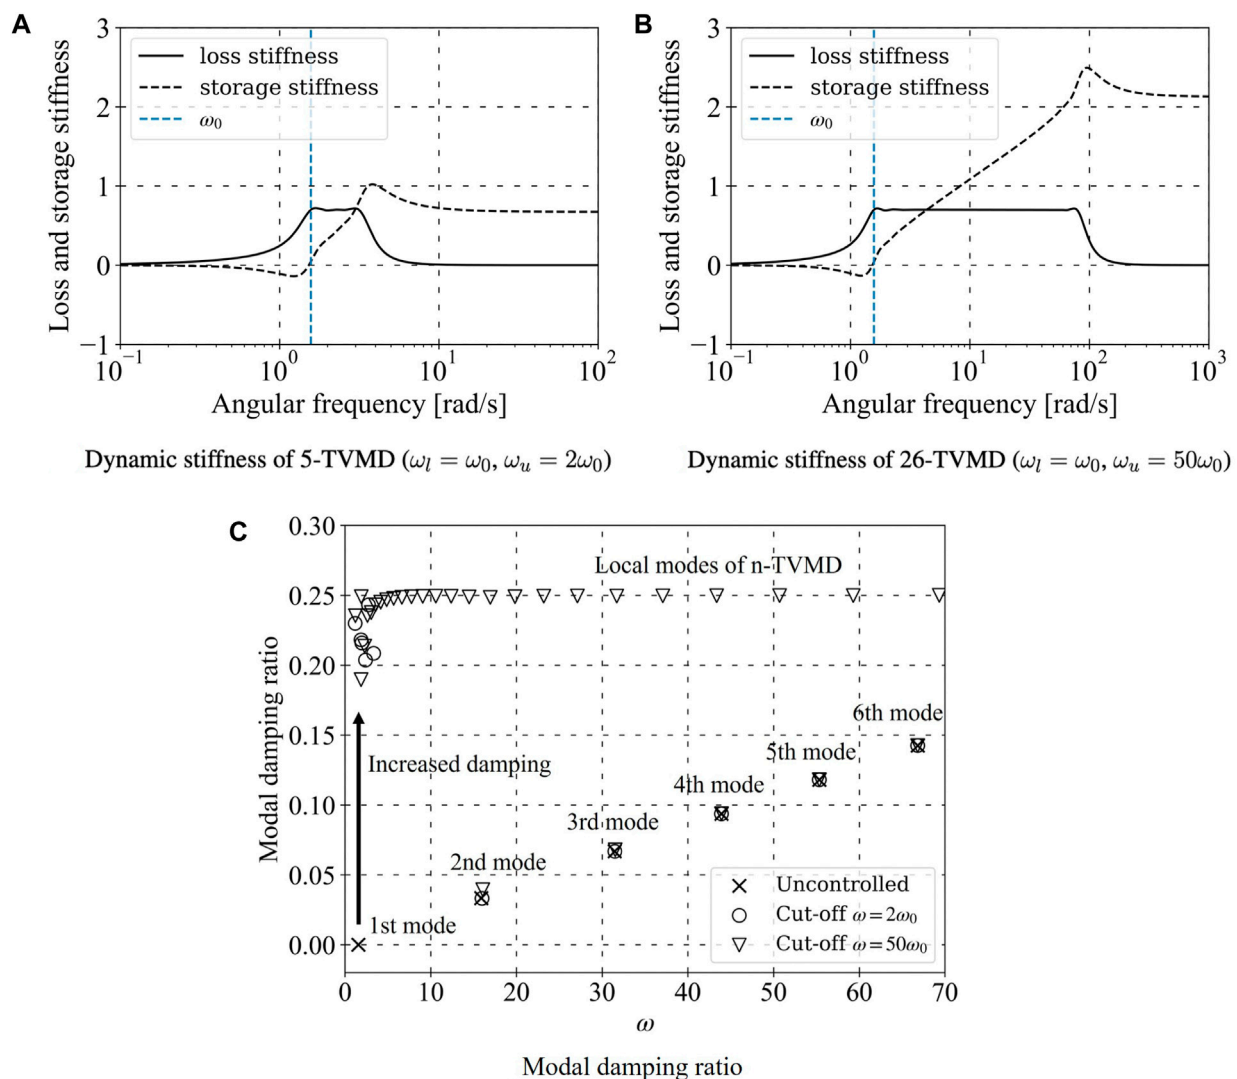 A
Loss and storage stiffness
3
2
1
0
−1
loss stiffness
storage stiffness
ω₀
10⁻¹ 10⁰ 10¹ 10²
Angular frequency [rad/s]
Dynamic stiffness of 5-TVMD (ωₗ = ω₀, ωᵤ = 2ω₀)
B
Loss and storage stiffness
3
2
1
0
−1
loss stiffness
storage stiffness
ω₀
10⁻¹ 10⁰ 10¹ 10² 10³
Angular frequency [rad/s]
Dynamic stiffness of 26-TVMD (ωₗ = ω₀, ωᵤ = 50ω₀)
C
Modal damping ratio
0.30
0.25
0.20
0.15
0.10
0.05
0.00
Local modes of n-TVMD
6th mode
5th mode
Increased damping
4th mode
3rd mode
2nd mode
1st mode
Uncontrolled
Cut-off ω=2ω₀
Cut-off ω=50ω₀
0 10 20 30 40 50 60 70
ω
Modal damping ratio